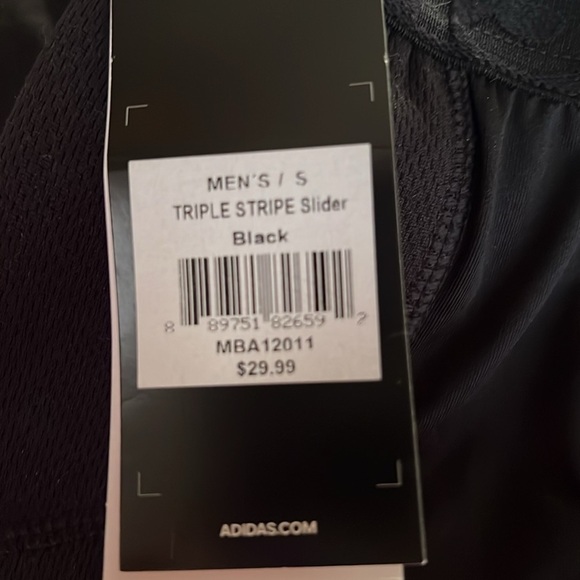 MEN'S / S
TRIPLE STRIPE Slider
Black
8 89751 82659 2
MBA12011
$29.99
ADIDAS.COM